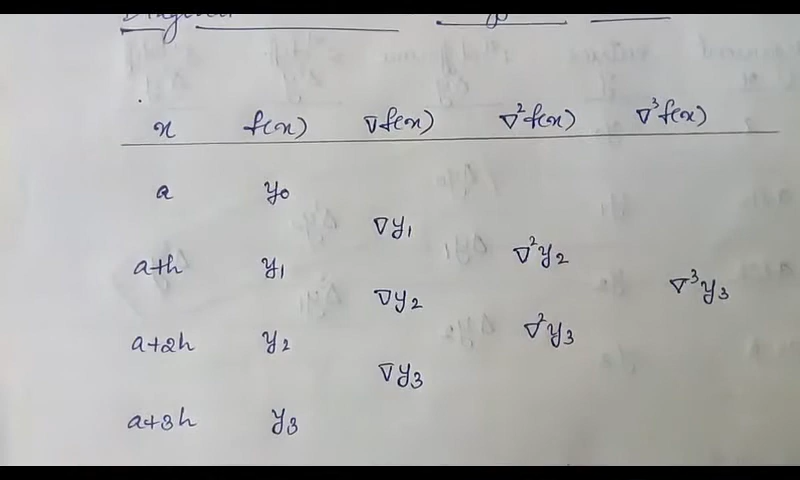 x f(x) ∇f(x) ∇²f(x) ∇³f(x)
a y₀
∇y₁
a+h y₁ ∇²y₂
∇y₂ ∇³y₃
a+2h y₂ ∇²y₃
∇y₃
a+3h y₃